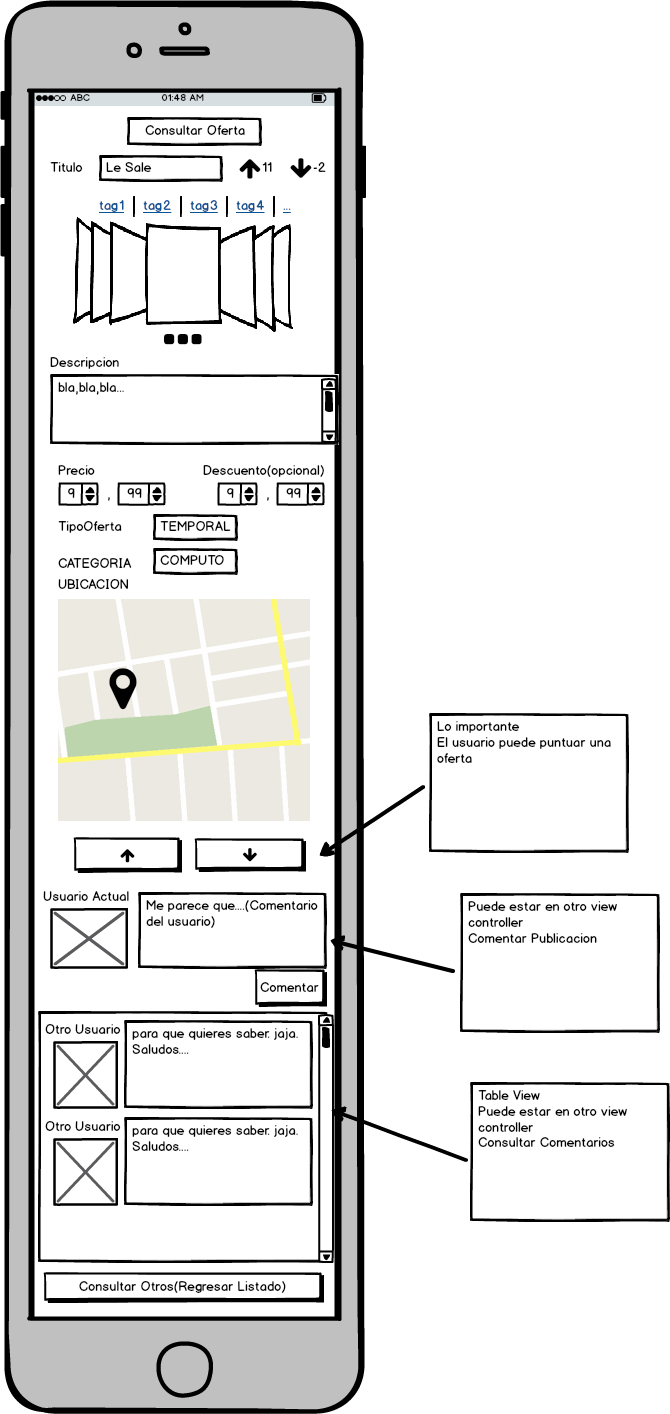 ABC 01:48 AM
Consultar Oferta
Titulo Le Sale 11 -2
tag1 tag2 tag3 tag4 ...
Descripcion
bla,bla,bla...
Precio Descuento(opcional)
9 , 99 9 , 99
TipoOferta TEMPORAL
CATEGORIA COMPUTO
UBICACION
Lo importante
El usuario puede puntuar una
oferta
Usuario Actual
Me parece que....(Comentario
del usuario)
Comentar
Puede estar en otro view
controller
Comentar Publicacion
Otro Usuario
para que quieres saber. jaja.
Saludos....
Otro Usuario
para que quieres saber. jaja.
Saludos....
Table View
Puede estar en otro view
controller
Consultar Comentarios
Consultar Otros(Regresar Listado)